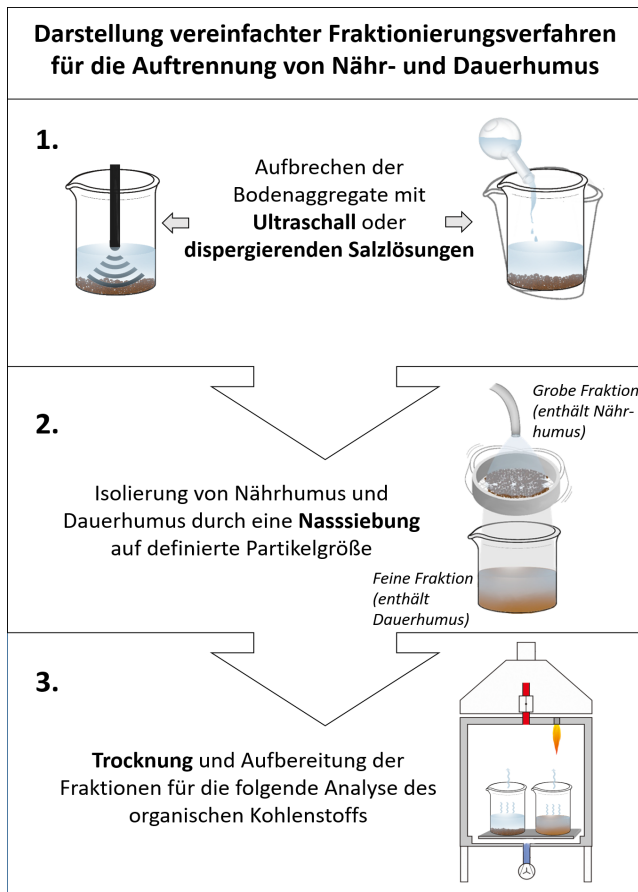 Darstellung vereinfachter Fraktionierungsverfahren
für die Auftrennung von Nähr- und Dauerhumus
1.
Aufbrechen der
Bodenaggregate mit
Ultraschall oder
dispergierenden Salzlösungen
2.
Grobe Fraktion
(enthält Nähr-
humus)
Isolierung von Nährhumus und
Dauerhumus durch eine Nasssiebung
auf definierte Partikelgröße
Feine Fraktion
(enthält
Dauerhumus)
3.
Trocknung und Aufbereitung der
Fraktionen für die folgende Analyse des
organischen Kohlenstoffs